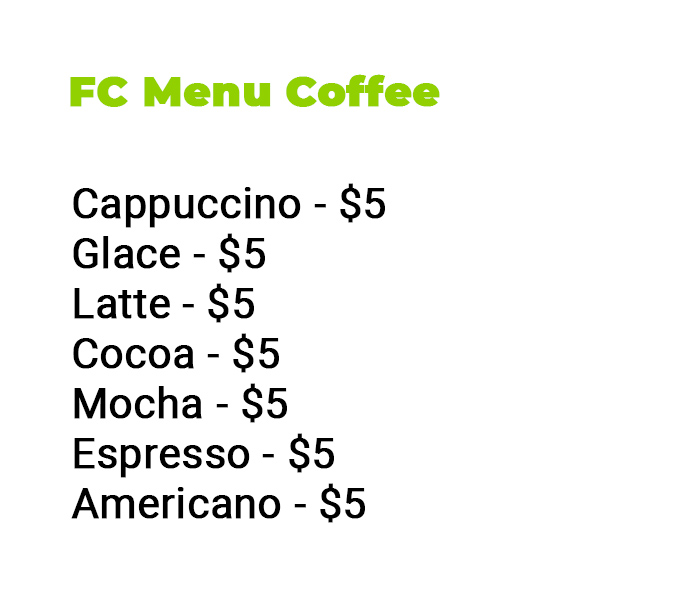 FC Menu Coffee
Cappuccino - $5
Glace - $5
Latte - $5
Cocoa - $5
Mocha - $5
Espresso - $5
Americano - $5